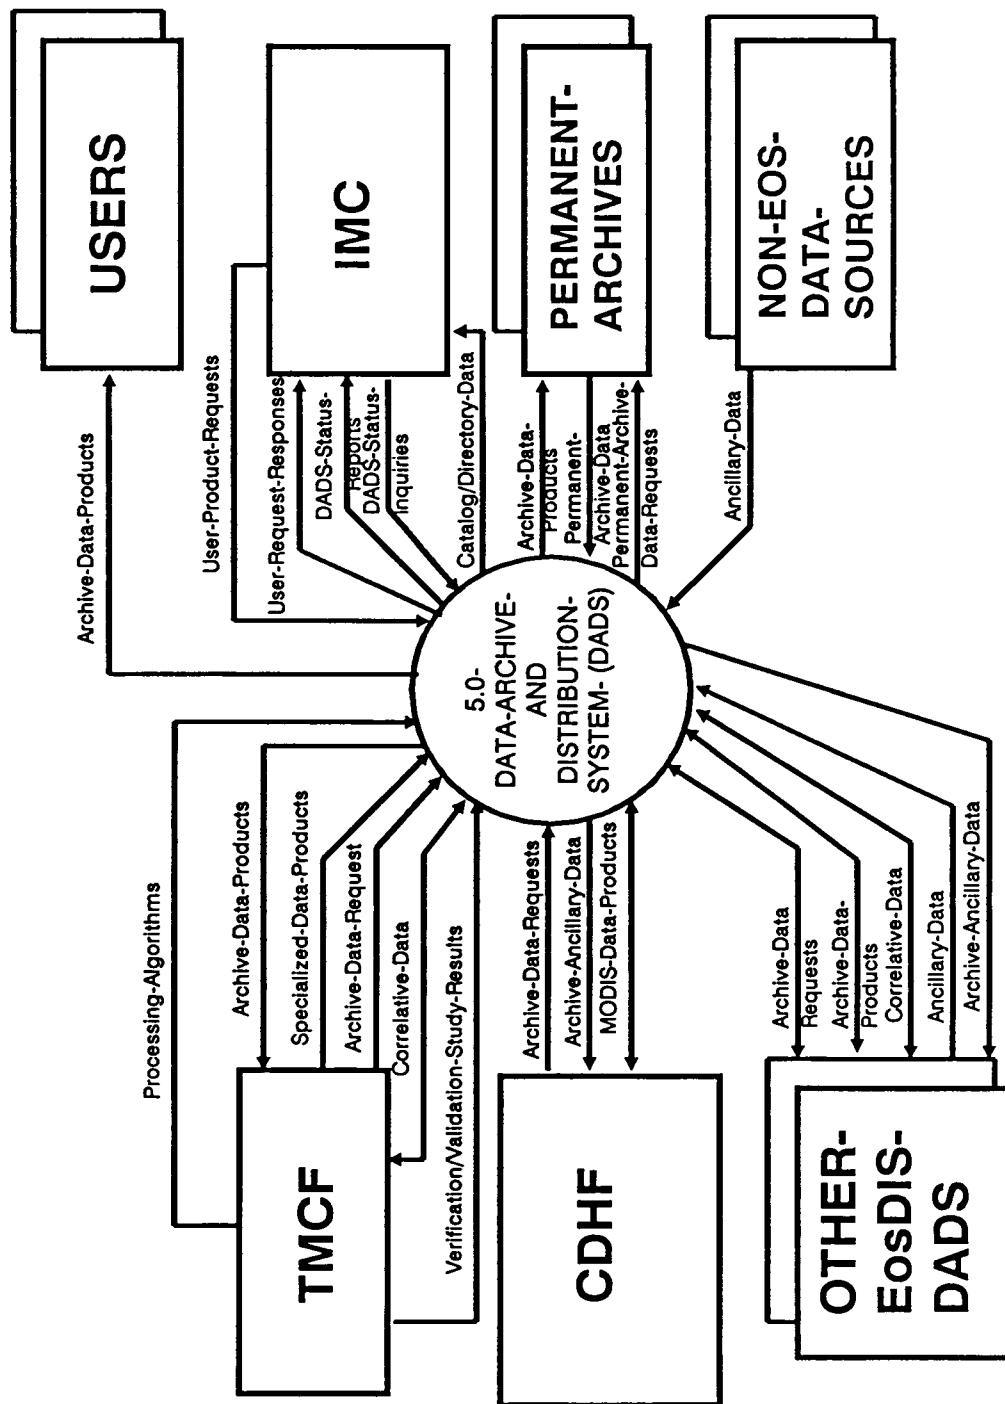 USERS
Archive-Data-Products
IMC
User-Product-Requests
User-Request-Responses
DADS-Status-
Reports
DADS-Status-
Inquiries
Catalog/Directory-Data
PERMANENT-
ARCHIVES
Archive-Data-
Products
Permanent-
Archive-Data
Permanent-Archive-
Data-Requests
NON-EOS-
DATA-
SOURCES
Ancillary-Data
5.0-
DATA-ARCHIVE-
AND
DISTRIBUTION-
SYSTEM- (DADS)
Processing-Algorithms
Archive-Data-Products
Specialized-Data-Products
Archive-Data-Request
Correlative-Data
Verification/Validation-Study-Results
TMCF
Archive-Data-Requests
Archive-Ancillary-Data
MODIS-Data-Products
CDHF
Archive-Data
Requests
Archive-Data-
Products
Correlative-Data
Ancillary-Data
Archive-Ancillary-Data
OTHER-
EosDIS-
DADS